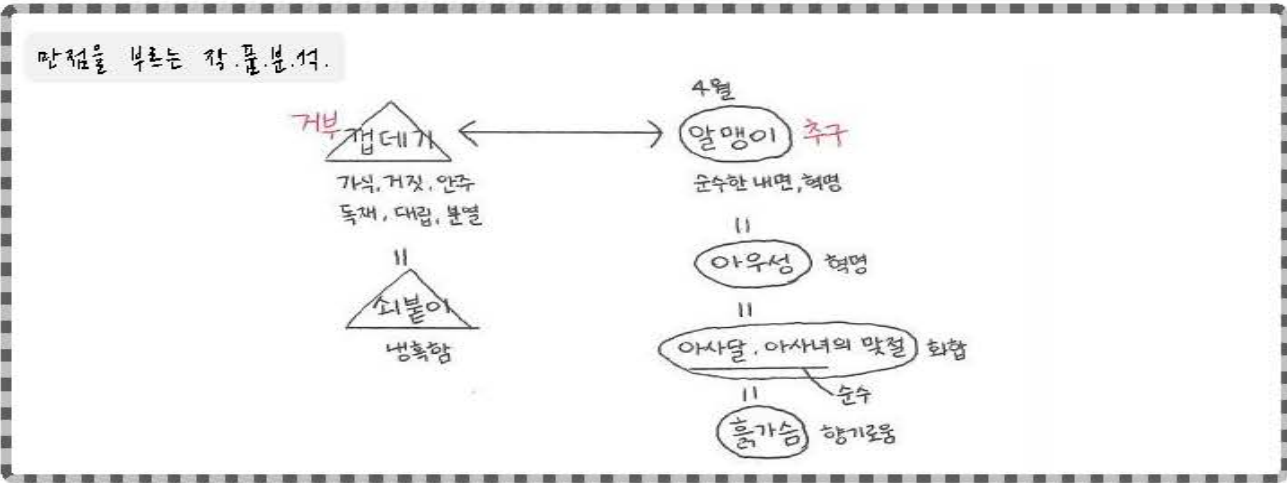 만점을 부르는 작.품.분.석.
4월
거부 껍데기 알맹이 추구
가식, 거짓, 안주 순수한 내면, 혁명
독재, 대립, 분열
아우성 혁명
쇠붙이
냉혹함 아사달, 아사녀의 맞절 화합
순수
흙가슴 향기로움